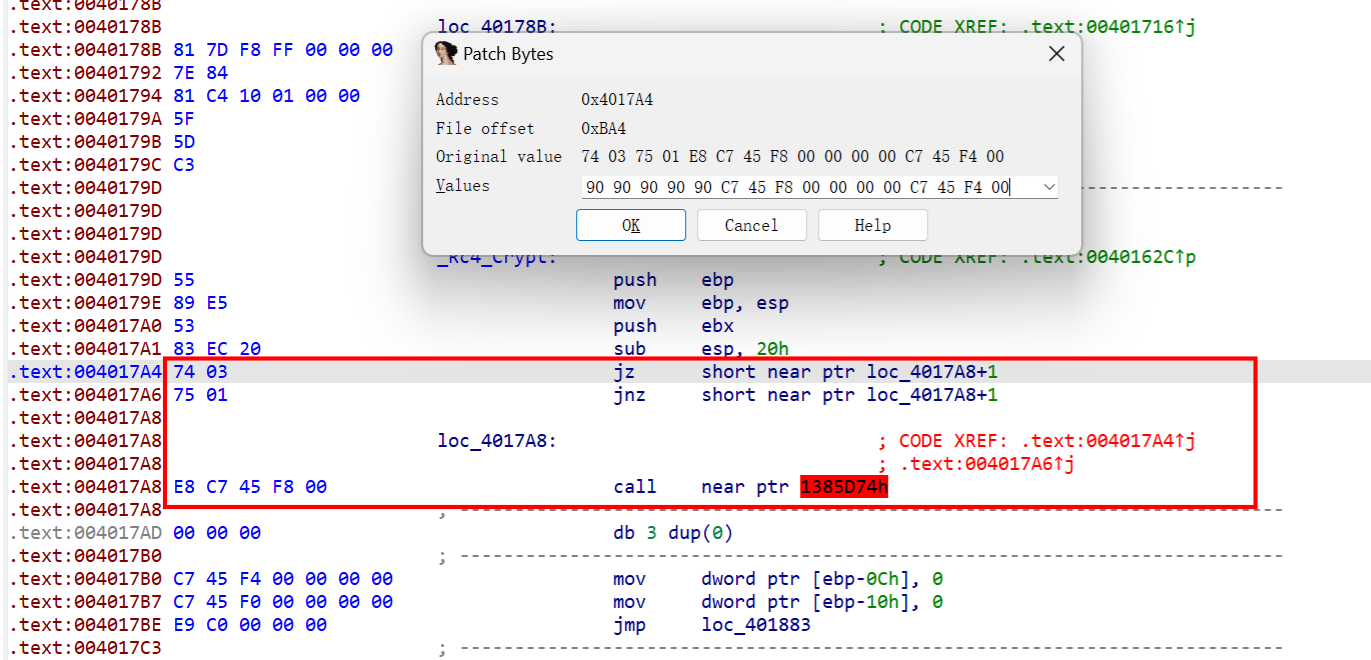 .text:0040178B
.text:0040178B loc_40178B: ; CODE XREF: .text:00401716↑j
.text:0040178B 81 7D F8 FF 00 00 00
.text:00401792 7E 84
.text:00401794 81 C4 10 01 00 00
.text:0040179A 5F
.text:0040179B 5D
.text:0040179C C3
.text:0040179D
.text:0040179D
.text:0040179D
.text:0040179D _Rc4_Crypt: ; CODE XREF: .text:0040162C↑p
.text:0040179D 55 push ebp
.text:0040179E 89 E5 mov ebp, esp
.text:004017A0 53 push ebx
.text:004017A1 83 EC 20 sub esp, 20h
.text:004017A4 74 03 jz short near ptr loc_4017A8+1
.text:004017A6 75 01 jnz short near ptr loc_4017A8+1
.text:004017A8
.text:004017A8 loc_4017A8: ; CODE XREF: .text:004017A4↑j
.text:004017A8 ; .text:004017A6↑j
.text:004017A8 E8 C7 45 F8 00 call near ptr 1385D74h
.text:004017A8 ; ---------------------------------------------------------------------------
.text:004017AD 00 00 00 db 3 dup(0)
.text:004017B0 ; ---------------------------------------------------------------------------
.text:004017B0 C7 45 F4 00 00 00 00 mov dword ptr [ebp-0Ch], 0
.text:004017B7 C7 45 F0 00 00 00 00 mov dword ptr [ebp-10h], 0
.text:004017BE E9 C0 00 00 00 jmp loc_401883
.text:004017C3 ; ---------------------------------------------------------------------------
Patch Bytes
Address 0x4017A4
File offset 0xBA4
Original value 74 03 75 01 E8 C7 45 F8 00 00 00 00 C7 45 F4 00
Values 90 90 90 90 90 C7 45 F8 00 00 00 00 C7 45 F4 00
OK Cancel Help